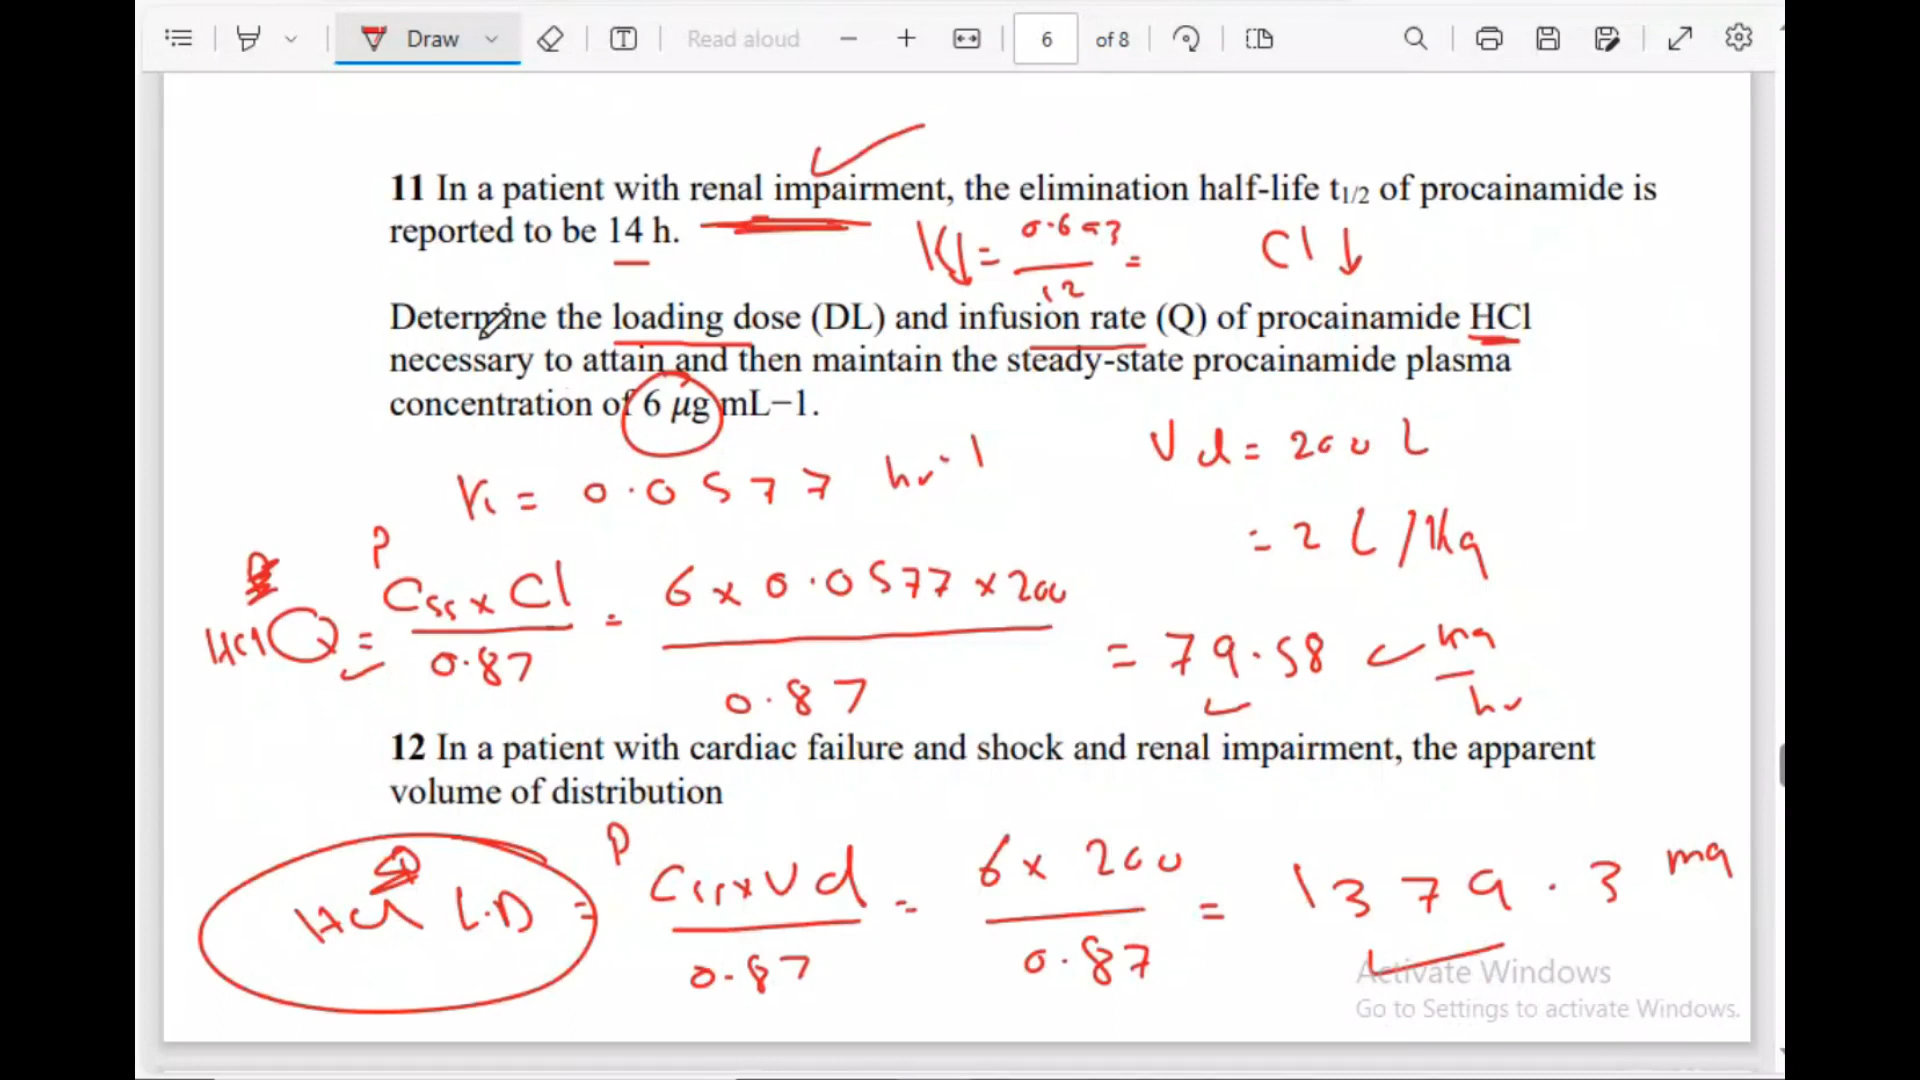 Draw
Read aloud
6 of 8
11 In a patient with renal impairment, the elimination half-life t1/2 of procainamide is
reported to be 14 h.
K↓ = 0.693 / 12 =
Cl ↓
Determine the loading dose (DL) and infusion rate (Q) of procainamide HCl
necessary to attain and then maintain the steady-state procainamide plasma
concentration of 6 μg mL−1.
Vd = 200 L
K = 0.0577 hr-1
= 2 L/Kg
P
HCl Q = Css x Cl / 0.87 = 6 x 0.0577 x 200 / 0.87 = 79.58 mg/hr
12 In a patient with cardiac failure and shock and renal impairment, the apparent
volume of distribution
P
HCl L.D = Css x Vd / 0.87 = 6 x 200 / 0.87 = 1379.3 mg
Activate Windows
Go to Settings to activate Windows.